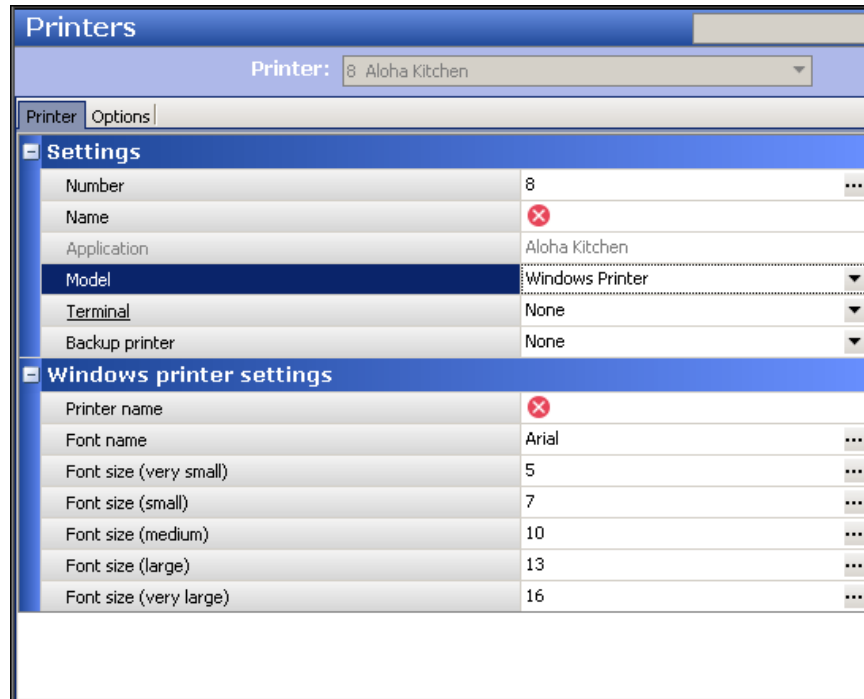 Printers
Printer: 8 Aloha Kitchen
Printer Options
Settings
Number 8 ...
Name
Application Aloha Kitchen
Model Windows Printer
Terminal None
Backup printer None
Windows printer settings
Printer name
Font name Arial ...
Font size (very small) 5 ...
Font size (small) 7 ...
Font size (medium) 10 ...
Font size (large) 13 ...
Font size (very large) 16 ...